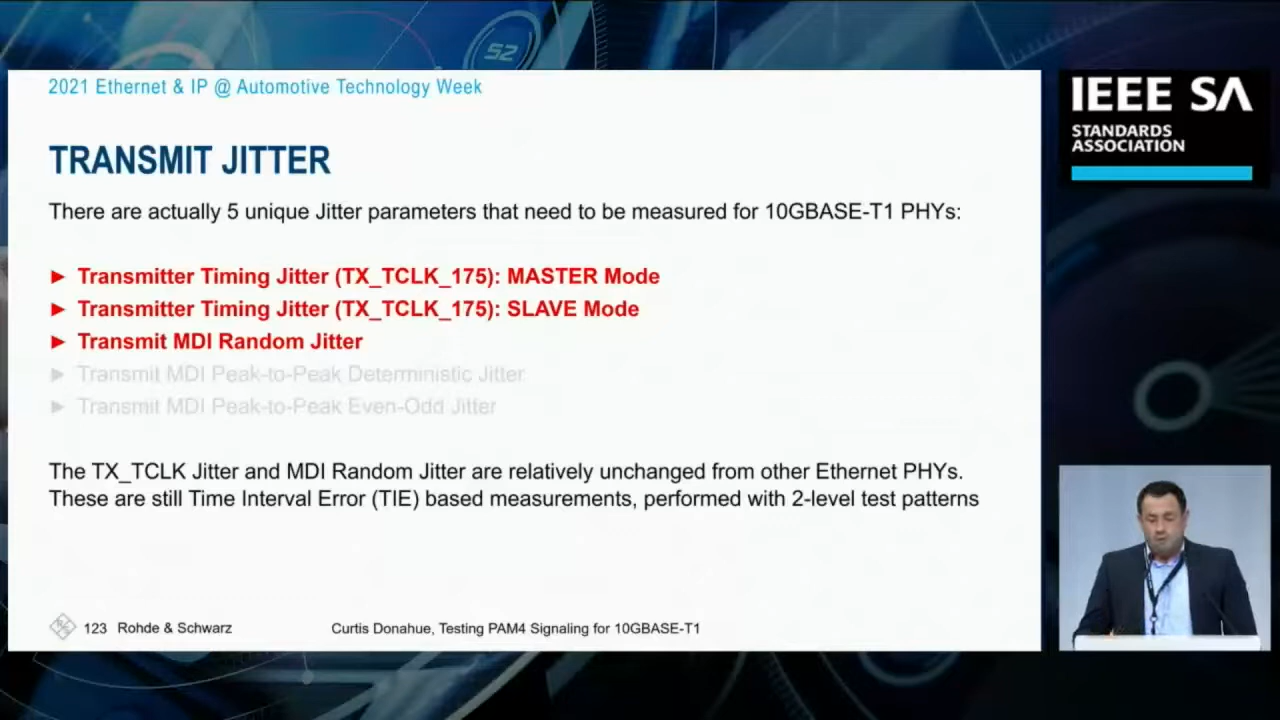 52
2021 Ethernet & IP @ Automotive Technology Week
TRANSMIT JITTER
There are actually 5 unique Jitter parameters that need to be measured for 10GBASE-T1 PHYs:
► Transmitter Timing Jitter (TX_TCLK_175): MASTER Mode
► Transmitter Timing Jitter (TX_TCLK_175): SLAVE Mode
► Transmit MDI Random Jitter
► Transmit MDI Peak-to-Peak Deterministic Jitter
► Transmit MDI Peak-to-Peak Even-Odd Jitter
The TX_TCLK Jitter and MDI Random Jitter are relatively unchanged from other Ethernet PHYs.
These are still Time Interval Error (TIE) based measurements, performed with 2-level test patterns
123 Rohde & Schwarz
Curtis Donahue, Testing PAM4 Signaling for 10GBASE-T1
IEEE SA
STANDARDS
ASSOCIATION